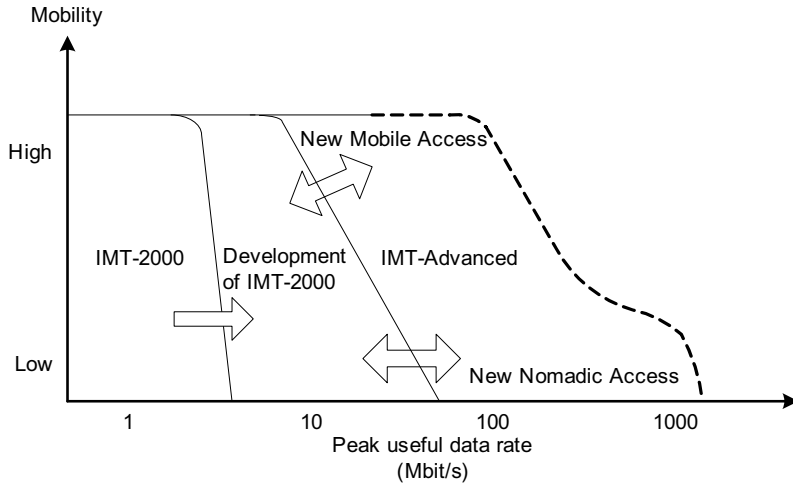 Mobility
High
New Mobile Access
IMT-2000
Development
of IMT-2000
IMT-Advanced
Low
New Nomadic Access
1
10
100
1000
Peak useful data rate
(Mbit/s)